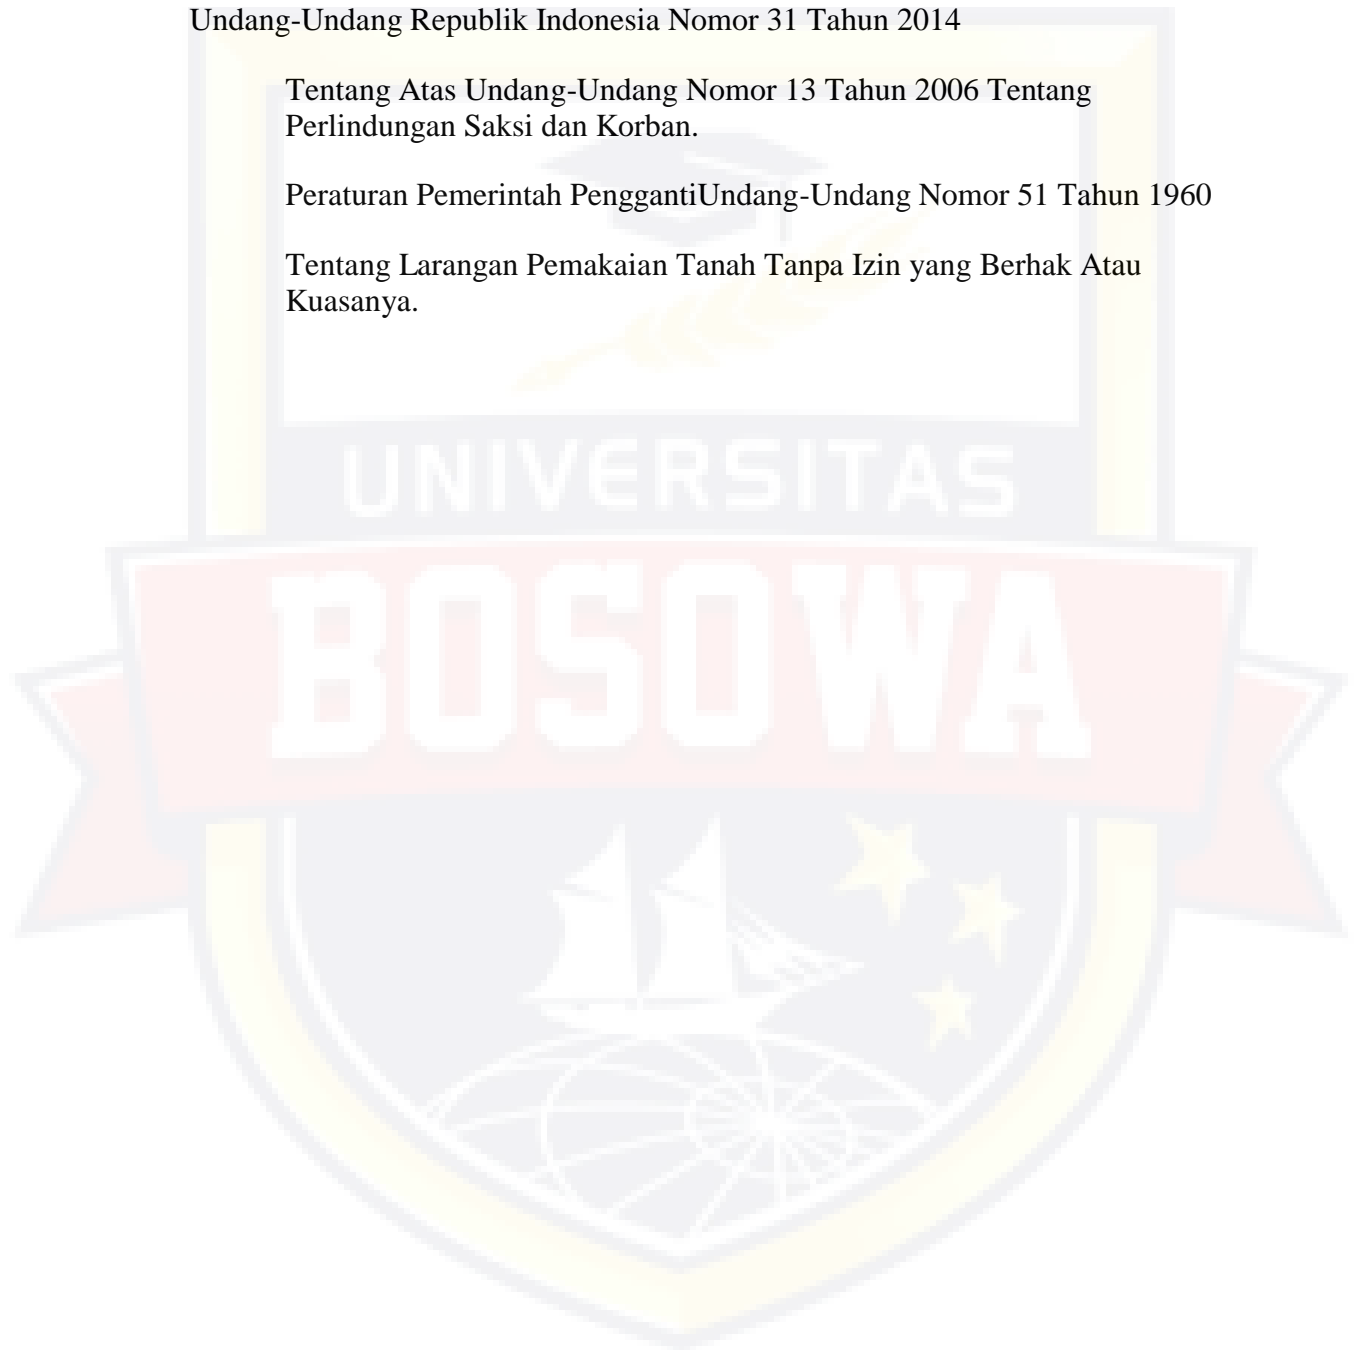 Undang-Undang Republik Indonesia Nomor 31 Tahun 2014
Tentang Atas Undang-Undang Nomor 13 Tahun 2006 Tentang
Perlindungan Saksi dan Korban.
Peraturan Pemerintah PenggantiUndang-Undang Nomor 51 Tahun 1960
Tentang Larangan Pemakaian Tanah Tanpa Izin yang Berhak Atau
Kuasanya.
UNIVERSITAS
BOSOWA